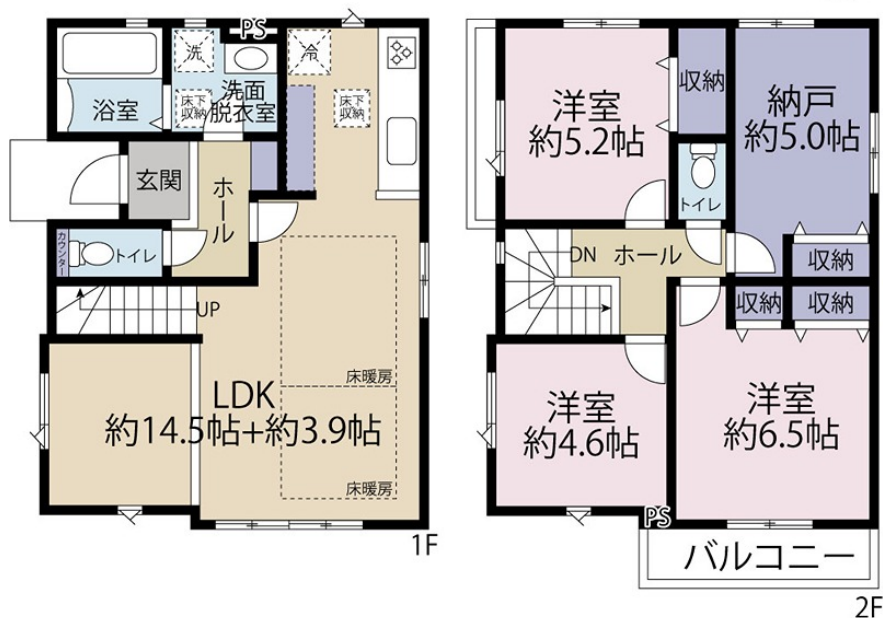 PS
洗
冷
浴室
洗面
脱衣室
床下
収納
床下
収納
玄関
ホール
カウンター
トイレ
UP
床暖房
LDK
約14.5帖+約3.9帖
床暖房
1F
洋室
約5.2帖
収納
納戸
約5.0帖
トイレ
DN
ホール
収納
収納
収納
洋室
約4.6帖
洋室
約6.5帖
PS
バルコニー
2F